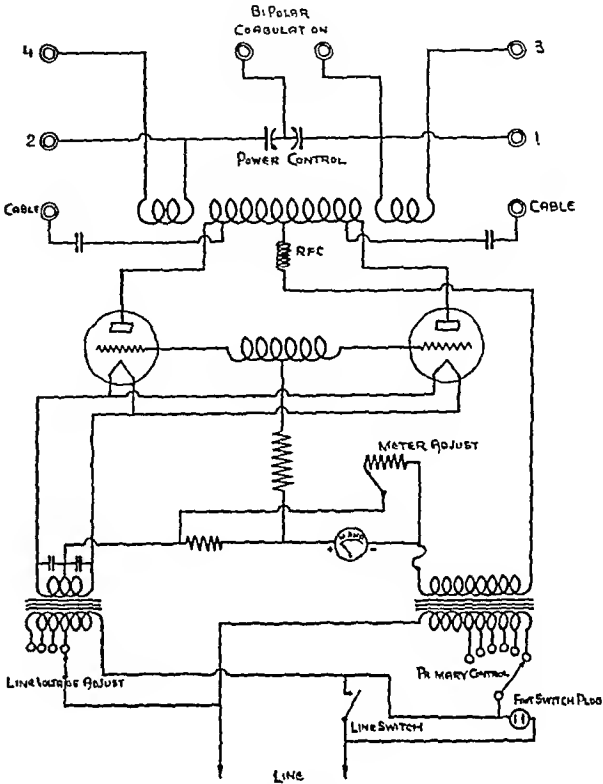 BIPOLAR
COAGULATION
4
3
2
1
POWER CONTROL
CABLE
CABLE
RFC
METER ADJUST
+
-
PRIMARY CONTROL
LINE VOLTAGE ADJUST
FOOT SWITCH PLUG
LINE SWITCH
LINE